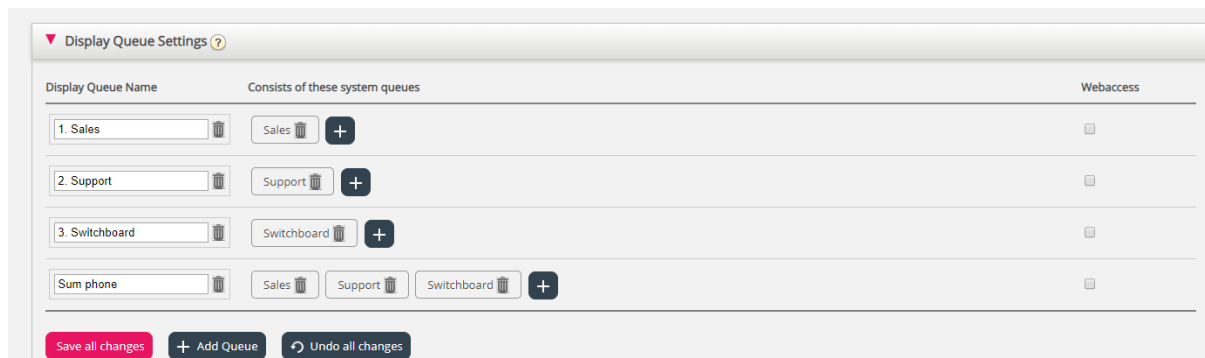 Display Queue Settings ?
Display Queue Name Consists of these system queues Webaccess
1. Sales Sales +
2. Support Support +
3. Switchboard Switchboard +
Sum phone Sales Support Switchboard +
Save all changes + Add Queue Undo all changes